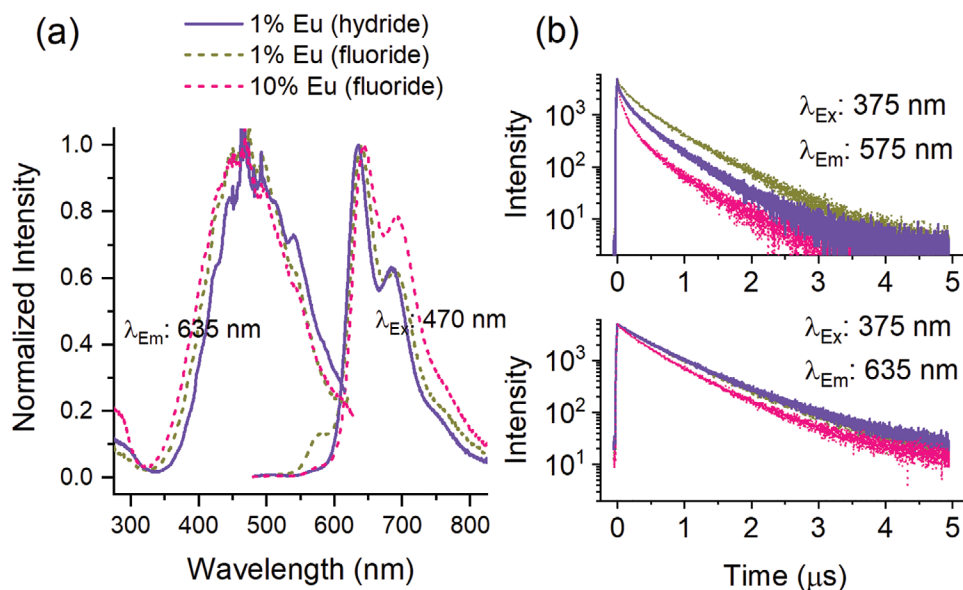 (a)
1% Eu (hydride)
1% Eu (fluoride)
10% Eu (fluoride)
Normalized Intensity
1.0
0.8
0.6
0.4
0.2
0.0
λEm: 635 nm
λEx: 470 nm
300 400 500 600 700 800
Wavelength (nm)
(b)
Intensity
10³
10²
10¹
λEx: 375 nm
λEm: 575 nm
0 1 2 3 4 5
Intensity
10³
10²
10¹
λEx: 375 nm
λEm: 635 nm
0 1 2 3 4 5
Time (μs)